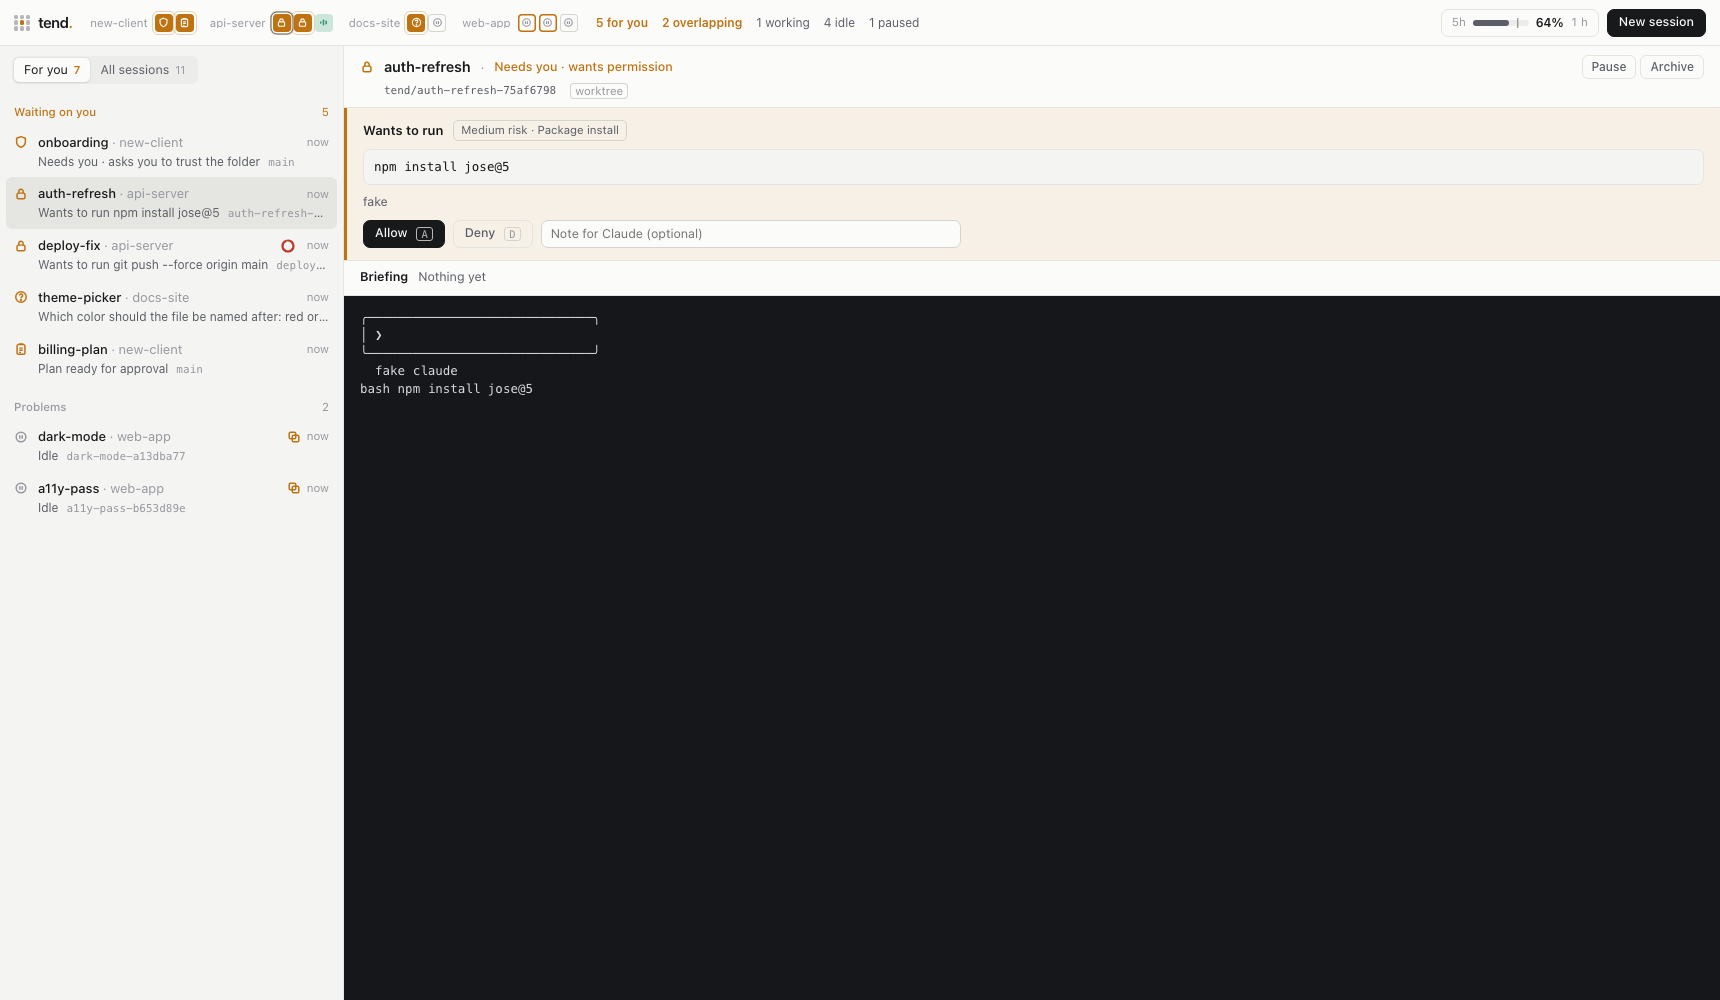 tend. new-client api-server docs-site web-app 5 for you 2 overlapping 1 working 4 idle 1 paused 5h 64% 1 h New session
For you 7 All sessions 11
Waiting on you 5
onboarding · new-client now
Needs you · asks you to trust the folder main
auth-refresh · api-server now
Wants to run npm install jose@5 auth-refresh-…
deploy-fix · api-server now
Wants to run git push --force origin main deploy…
theme-picker · docs-site now
Which color should the file be named after: red or…
billing-plan · new-client now
Plan ready for approval main
Problems 2
dark-mode · web-app now
Idle dark-mode-a13dba77
a11y-pass · web-app now
Idle a11y-pass-b653d89e
auth-refresh · Needs you · wants permission Pause Archive
tend/auth-refresh-75af6798 worktree
Wants to run Medium risk · Package install
npm install jose@5
fake
Allow A Deny D Note for Claude (optional)
Briefing Nothing yet
❯
fake claude
bash npm install jose@5